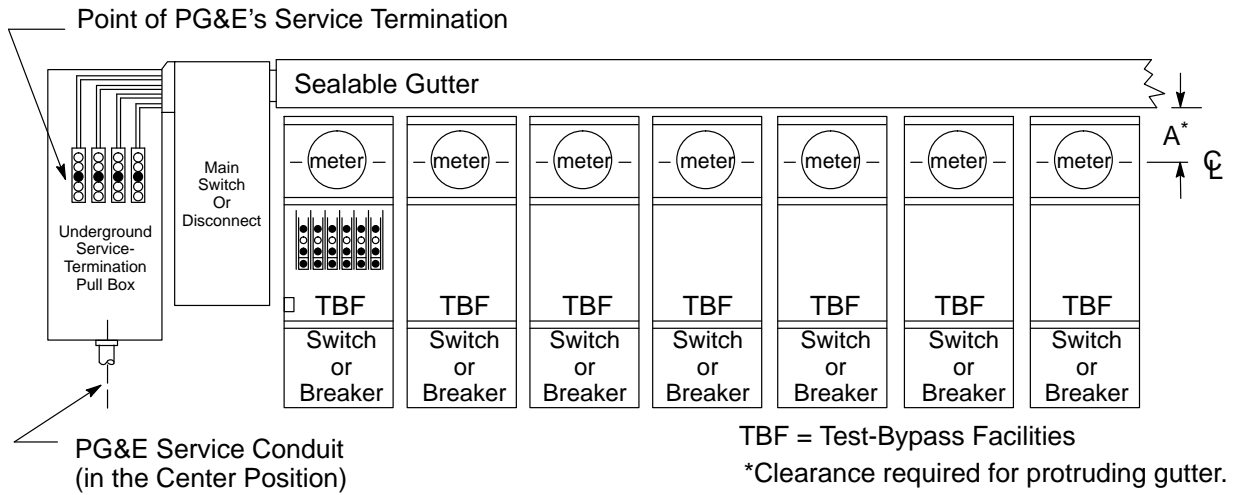 Point of PG&E's Service Termination
Sealable Gutter
A*
℄
meter
meter
meter
meter
meter
meter
meter
Main
Switch
Or
Disconnect
Underground
Service-
Termination
Pull Box
TBF
TBF
TBF
TBF
TBF
TBF
TBF
Switch
or
Breaker
Switch
or
Breaker
Switch
or
Breaker
Switch
or
Breaker
Switch
or
Breaker
Switch
or
Breaker
Switch
or
Breaker
PG&E Service Conduit
(in the Center Position)
TBF = Test-Bypass Facilities
*Clearance required for protruding gutter.